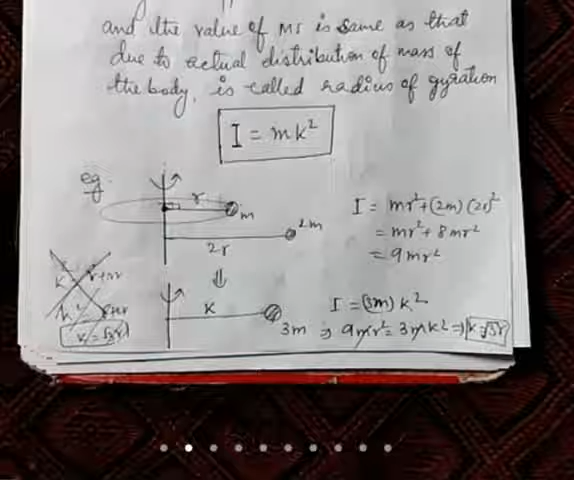 and the value of MI is same as that
due to actual distribution of mass of
the body, is called radius of gyration
I = mk²
eg.
r
m
2m
2r
I = mr²+(2m)(2r)²
= mr² + 8mr²
= 9mr²
⇓
K
3m
I = (3m) k²
⇒ 9mr² = 3mk² ⇒ k=√3r